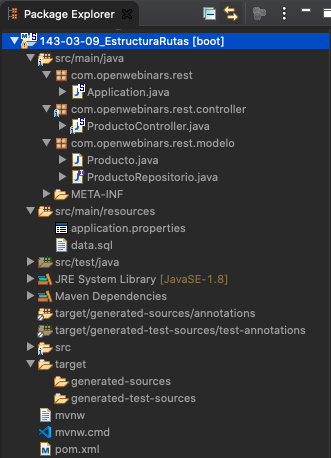 Package Explorer
143-03-09_EstructuraRutas [boot]
src/main/java
com.openwebinars.rest
Application.java
com.openwebinars.rest.controller
ProductoController.java
com.openwebinars.rest.modelo
Producto.java
ProductoRepositorio.java
META-INF
src/main/resources
application.properties
data.sql
src/test/java
JRE System Library [JavaSE-1.8]
Maven Dependencies
target/generated-sources/annotations
target/generated-test-sources/test-annotations
src
target
generated-sources
generated-test-sources
mvnw
mvnw.cmd
pom.xml